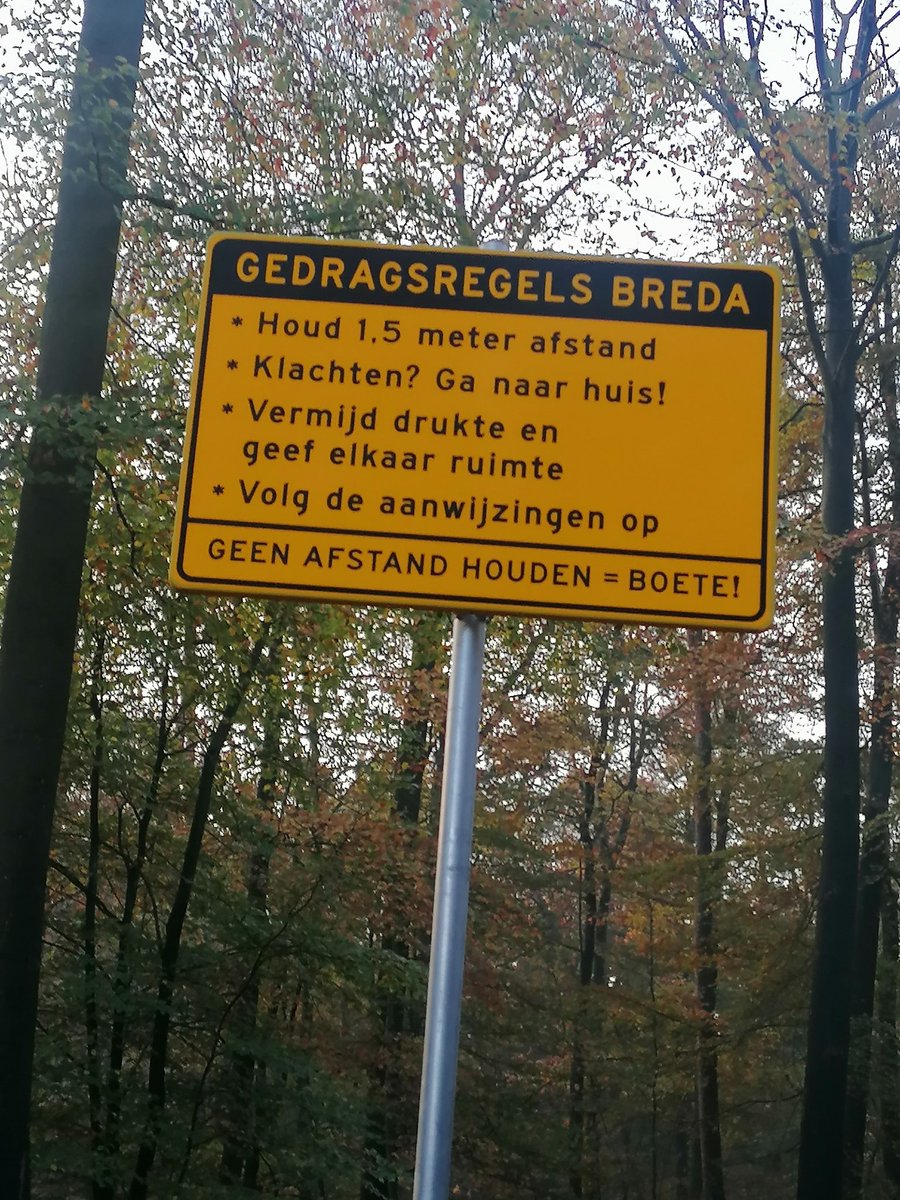 GEDRAGSREGELS BREDA
* Houd 1,5 meter afstand
* Klachten? Ga naar huis!
* Vermijd drukte en
geef elkaar ruimte
* Volg de aanwijzingen op
GEEN AFSTAND HOUDEN = BOETE!